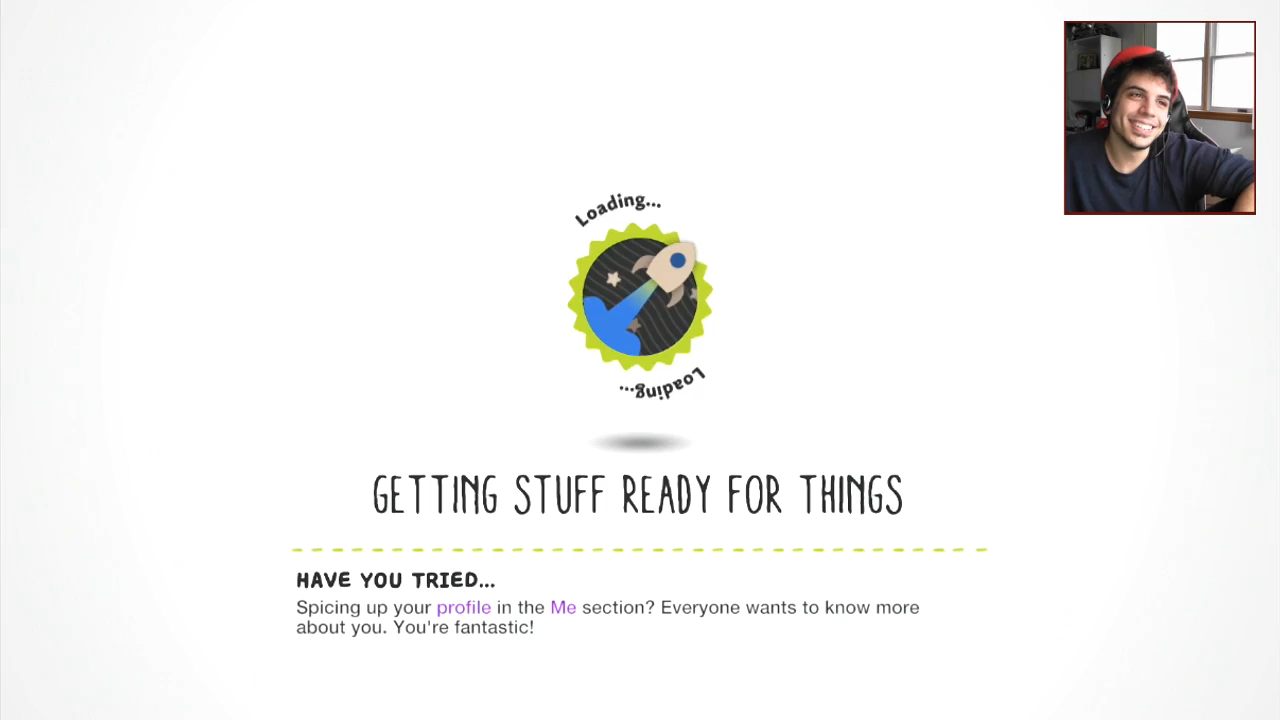 Loading...
Loading...
GETTING STUFF READY FOR THINGS
HAVE YOU TRIED...
Spicing up your profile in the Me section? Everyone wants to know more
about you. You're fantastic!